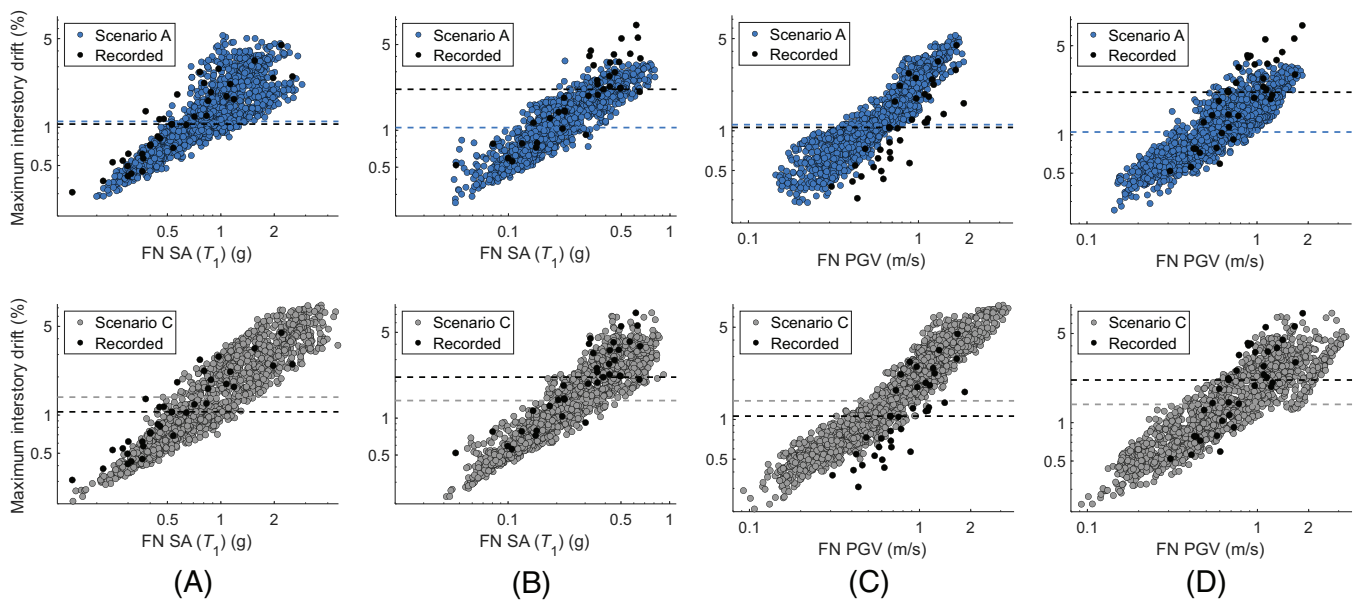 (A)
(B)
(C)
(D)
Maximum interstory drift (%)
5
1
0.5
Scenario A
Recorded
0.5
1
2
FN SA (T1) (g)
5
1
0.5
Scenario A
Recorded
0.1
0.5
1
FN SA (T1) (g)
5
1
0.5
Scenario A
Recorded
0.1
1
2
FN PGV (m/s)
5
1
0.5
Scenario A
Recorded
0.1
1
2
FN PGV (m/s)
Maximum interstory drift (%)
5
1
0.5
Scenario C
Recorded
0.5
1
2
FN SA (T1) (g)
5
1
0.5
Scenario C
Recorded
0.1
0.5
1
FN SA (T1) (g)
5
1
0.5
Scenario C
Recorded
0.1
1
2
FN PGV (m/s)
5
1
0.5
Scenario C
Recorded
0.1
1
2
FN PGV (m/s)
(A)
(B)
(C)
(D)